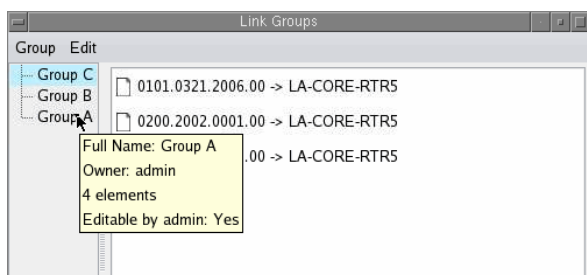 Link Groups
Group Edit
Group C
Group B
Group A
0101.0321.2006.00 -> LA-CORE-RTR5
0200.2002.0001.00 -> LA-CORE-RTR5
.00 -> LA-CORE-RTR5
Full Name: Group A
Owner: admin
4 elements
Editable by admin: Yes